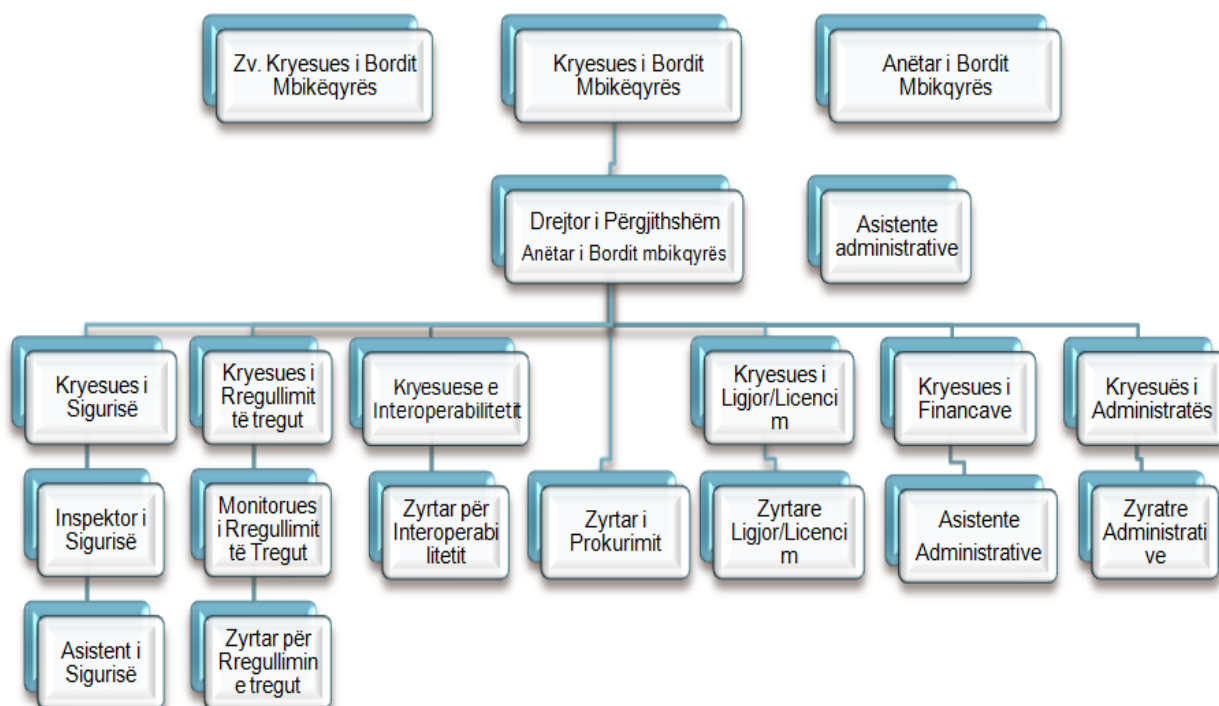 Zv. Kryesues i Bordit
Mbikëqyrës
Kryesues i Bordit
Mbikëqyrës
Anëtar i Bordit
Mbikqyrës
Drejtor i Përgjithshëm
Anëtar i Bordit mbikqyrës
Asistente
administrative
Kryesues i
Sigurisë
Kryesues i
Rregullimit
të tregut
Kryesuese e
Interoperabilitetit
Kryesues i
Ligjor/Licenci
m
Kryesues i
Financave
Kryesuës i
Administratës
Inspektor i
Sigurisë
Monitorues
i Rregullimit
të Tregut
Zyrtar për
Interoperabi
litetit
Zyrtar i
Prokurimit
Zyrtare
Ligjor/Licenci
m
Asistente
Administrative
Zyratre
Administrati
ve
Asistent i
Sigurisë
Zyrtar për
Rregullimin
e tregut